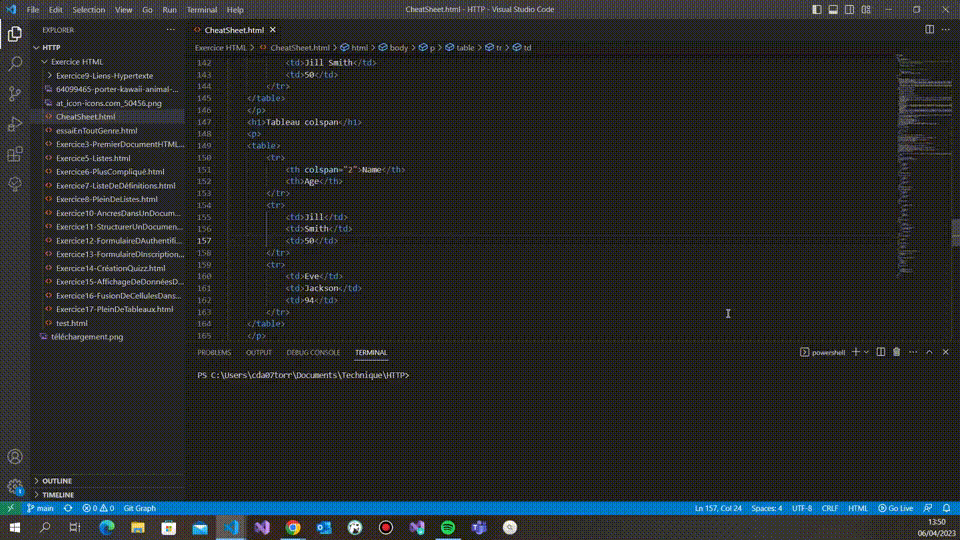 File Edit Selection View Go Run Terminal Help
CheatSheet.html - HTTP - Visual Studio Code
EXPLORER
HTTP
Exercice HTML
Exercice9-Liens-Hypertexte
64099465-porter-kawaii-animal-...
at_icon-icons.com_50456.png
CheatSheet.html
essaiEnToutGenre.html
Exercice3-PremierDocumentHTML...
Exercice5-Listes.html
Exercice6-PlusCompliqué.html
Exercice7-ListeDeDéfinitions.html
Exercice8-PleinDeListes.html
Exercice10-AncresDansUnDocum...
Exercice11-StructurerUnDocumen...
Exercice12-FormulaireDAuthentifi...
Exercice13-FormulaireDInscription...
Exercice14-CréationQuizz.html
Exercice15-AffichageDeDonnéesD...
Exercice16-FusionDeCellulesDans...
Exercice17-PleinDeTableaux.html
test.html
téléchargement.png
OUTLINE
TIMELINE
CheatSheet.html
Exercice HTML > CheatSheet.html > html > body > p > table > tr > td
142 <td>Jill Smith</td>
143 <td>50</td>
144 </tr>
145 </table>
146 </p>
147 <h1>Tableau colspan</h1>
148 <p>
149 <table>
150 <tr>
151 <th colspan="2">Name</th>
152 <th>Age</th>
153 </tr>
154 <tr>
155 <td>Jill</td>
156 <td>Smith</td>
157 <td>50</td>
158 </tr>
159 <tr>
160 <td>Eve</td>
161 <td>Jackson</td>
162 <td>94</td>
163 </tr>
164 </table>
165 </p>
PROBLEMS OUTPUT DEBUG CONSOLE TERMINAL
powershell
PS C:\Users\cda07torr\Documents\Technique\HTTP>
main 0 0 Git Graph
Ln 157, Col 24 Spaces: 4 UTF-8 CRLF HTML Go Live
1
13:50
06/04/2023